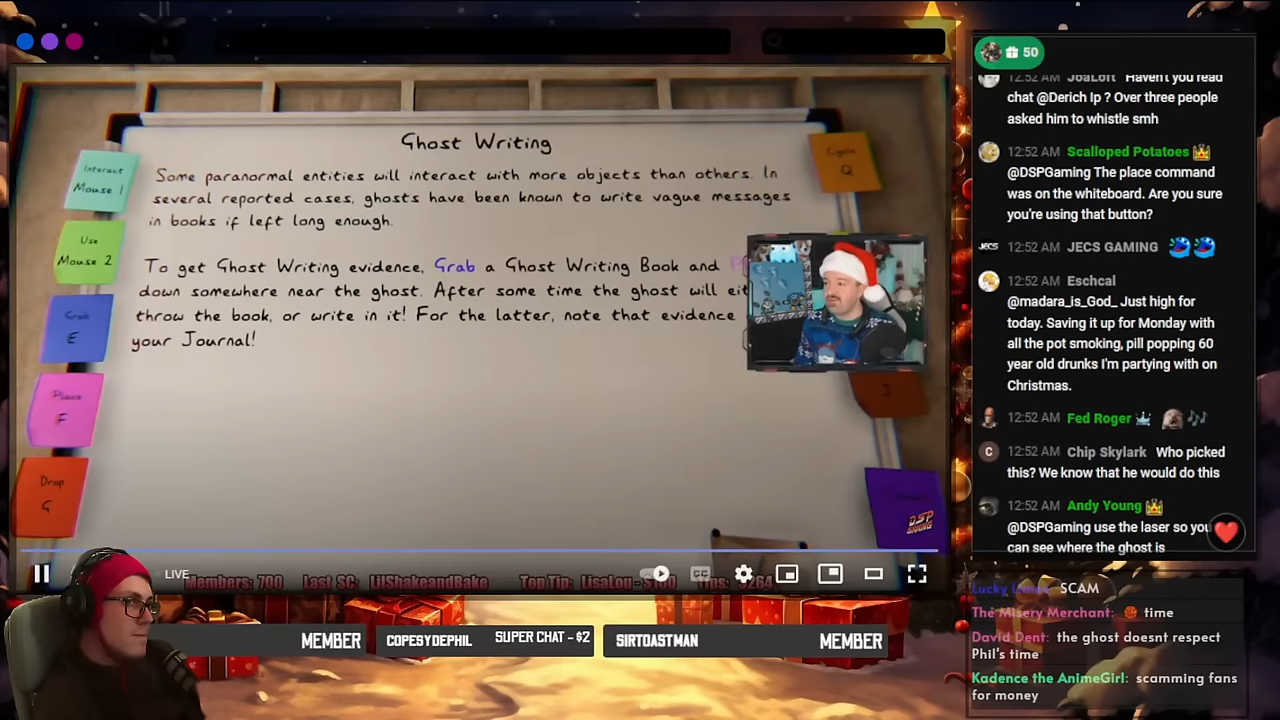 Ghost Writing
Some paranormal entities will interact with more objects than others. In
several reported cases, ghosts have been known to write vague messages
in books if left long enough.
To get Ghost Writing evidence, Grab a Ghost Writing Book and
down somewhere near the ghost. After some time the ghost will eit
throw the book, or write in it! For the latter, note that evidence
your Journal!
Interact
Mouse 1
Use
Mouse 2
Grab
E
Place
F
Drop
G
Cycle
Q
J
DSP
GAMING
LIVE
Members: 700 Last SC: LilShakeandBake Top Tip: LisaLou -
MEMBER
COPESYDEPHIL SUPER CHAT - $2
SIRTOASTMAN MEMBER
50
12:52 AM JoaLoft Haven't you read
chat @Derich Ip ? Over three people
asked him to whistle smh
12:52 AM Scalloped Potatoes
@DSPGaming The place command
was on the whiteboard. Are you sure
you're using that button?
JECS 12:52 AM JECS GAMING
12:52 AM Eschcal
@madara_is_God_ Just high for
today. Saving it up for Monday with
all the pot smoking, pill popping 60
year old drunks I'm partying with on
Christmas.
12:52 AM Fed Roger
C 12:52 AM Chip Skylark Who picked
this? We know that he would do this
12:52 AM Andy Young
@DSPGaming use the laser so you
can see where the ghost is
Lucky SCAM
The Misery Merchant: time
David Dent: the ghost doesnt respect
Phil's time
Kadence the AnimeGirl: scamming fans
for money